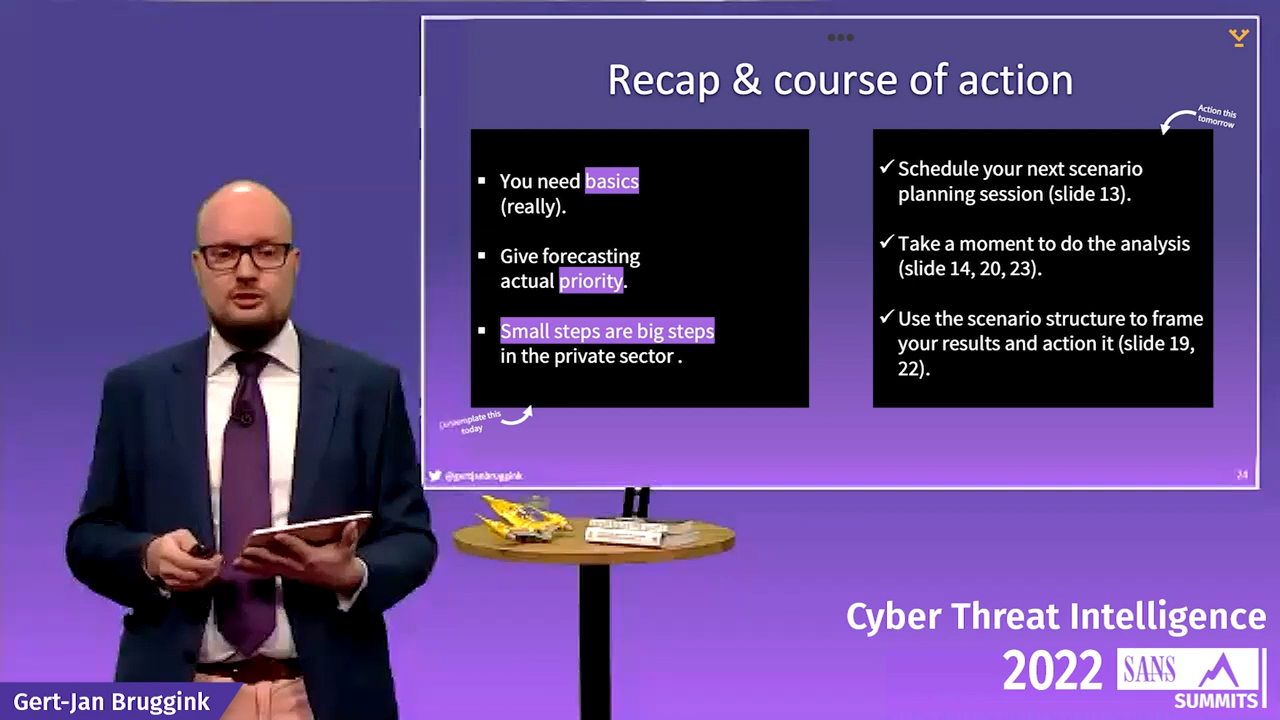 Recap & course of action
Action this
tomorrow
▪ You need basics
(really).
▪ Give forecasting
actual priority.
▪ Small steps are big steps
in the private sector .
✓ Schedule your next scenario
planning session (slide 13).
✓ Take a moment to do the analysis
(slide 14, 20, 23).
✓ Use the scenario structure to frame
your results and action it (slide 19,
22).
this
today
@gertjanbruggink
24
Cyber Threat Intelligence
2022 SANS
SUMMITS
Gert-Jan Bruggink